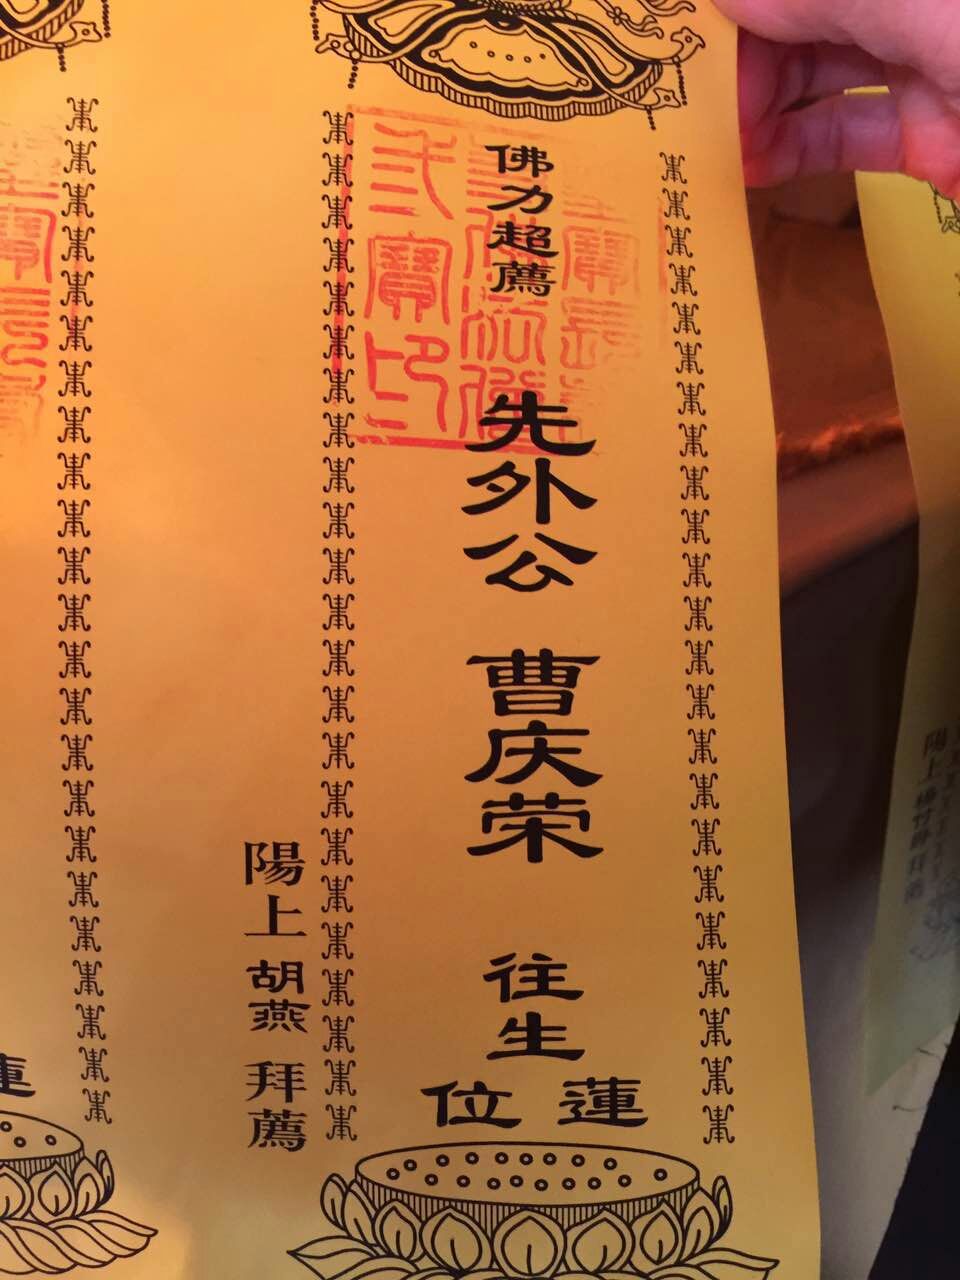 佛力超薦
先外公 曹庆荣 往生
蓮位
陽上 胡燕 拜薦
蓮